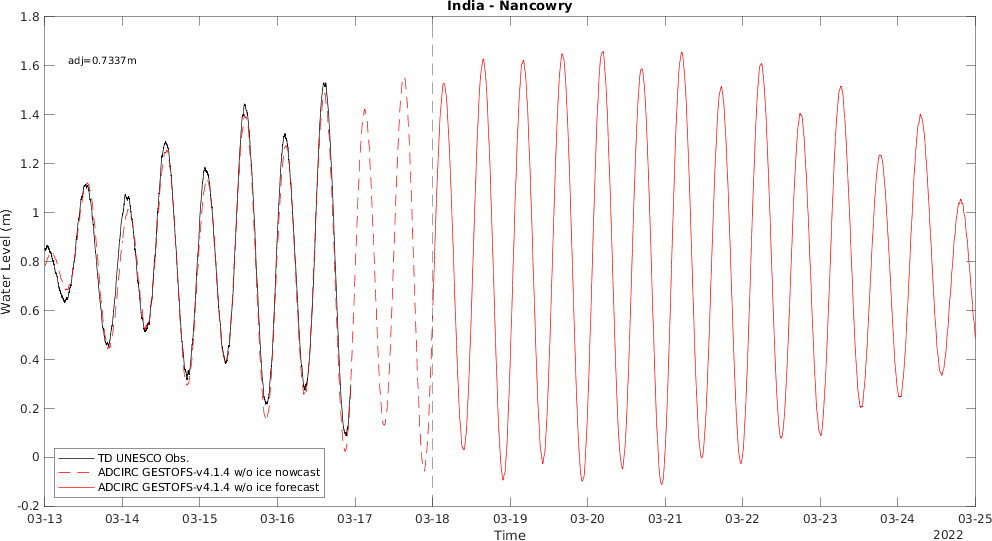 India - Nancowry
1.8
1.6
1.4
1.2
1
0.8
0.6
0.4
0.2
0
-0.2
Water Level (m)
adj=0.7337m
TD UNESCO Obs.
ADCIRC GESTOFS-v4.1.4 w/o ice nowcast
ADCIRC GESTOFS-v4.1.4 w/o ice forecast
03-13 03-14 03-15 03-16 03-17 03-18 03-19 03-20 03-21 03-22 03-23 03-24 03-25
Time
2022